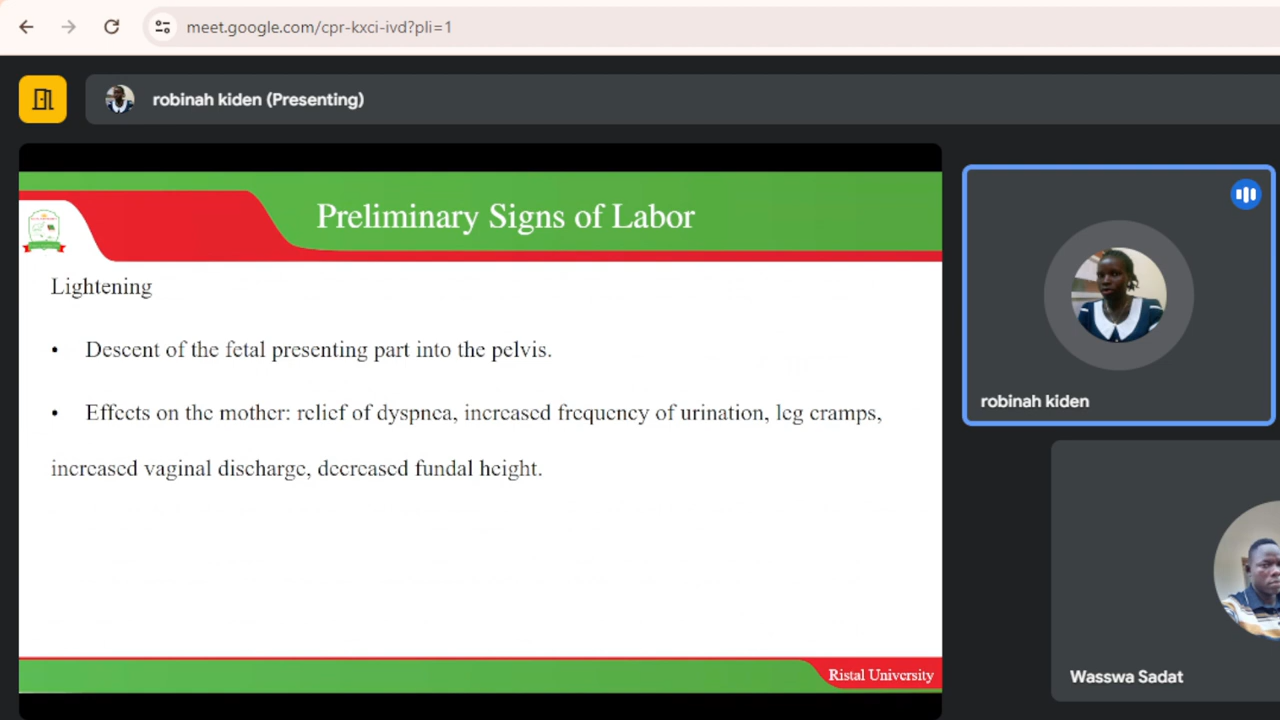 meet.google.com/cpr-kxci-ivd?pli=1
robinah kiden (Presenting)
Preliminary Signs of Labor
Lightening
• Descent of the fetal presenting part into the pelvis.
• Effects on the mother: relief of dyspnea, increased frequency of urination, leg cramps,
increased vaginal discharge, decreased fundal height.
Ristal University
robinah kiden
Wasswa Sadat